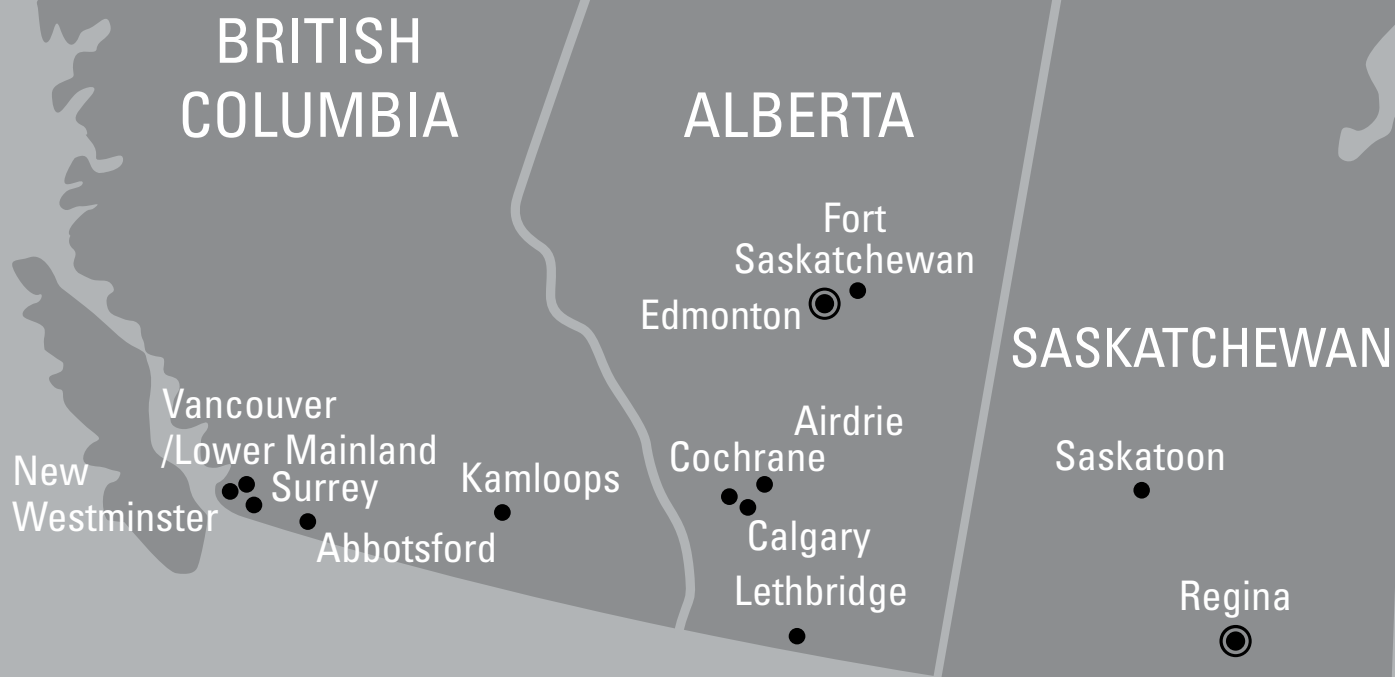 BRITISH
COLUMBIA
ALBERTA
Fort
Saskatchewan
Edmonton
SASKATCHEWAN
Vancouver
/Lower Mainland
New
Westminster
Surrey
Abbotsford
Kamloops
Airdrie
Cochrane
Calgary
Lethbridge
Saskatoon
Regina